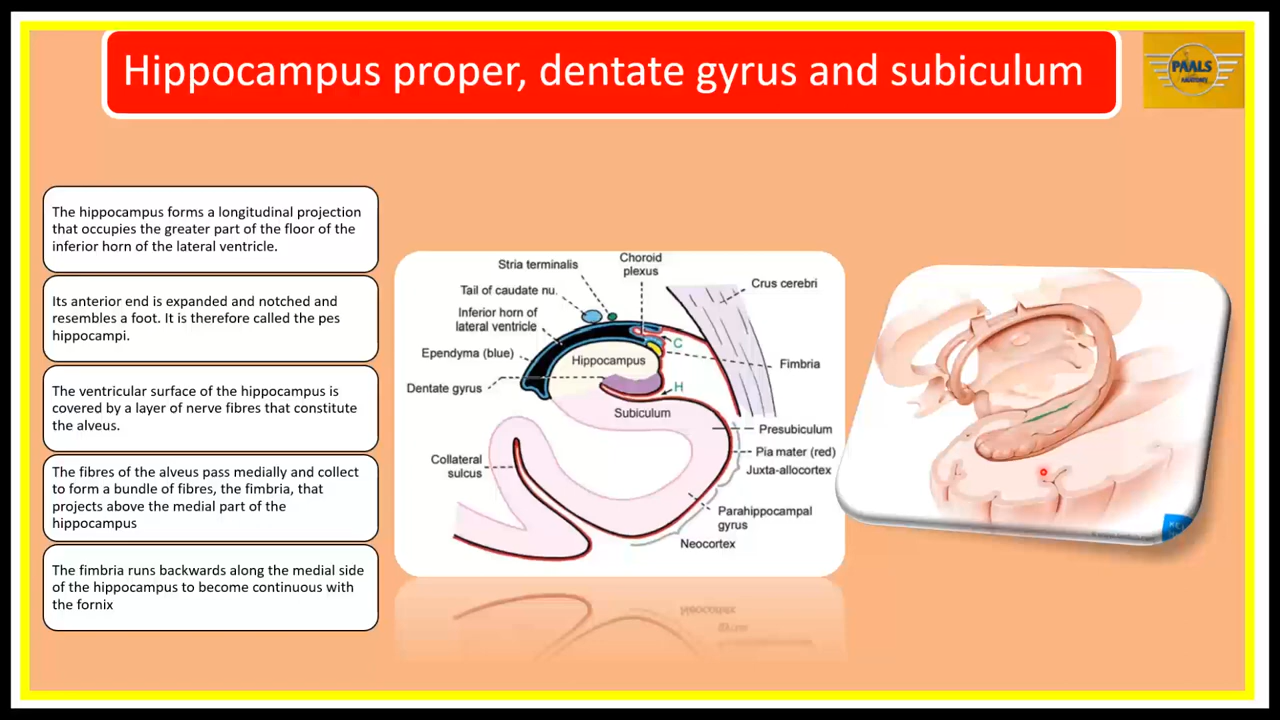 Hippocampus proper, dentate gyrus and subiculum
PAALS
ANATOMY
The hippocampus forms a longitudinal projection
that occupies the greater part of the floor of the
inferior horn of the lateral ventricle.
Its anterior end is expanded and notched and
resembles a foot. It is therefore called the pes
hippocampi.
The ventricular surface of the hippocampus is
covered by a layer of nerve fibres that constitute
the alveus.
The fibres of the alveus pass medially and collect
to form a bundle of fibres, the fimbria, that
projects above the medial part of the
hippocampus
The fimbria runs backwards along the medial side
of the hippocampus to become continuous with
the fornix
Stria terminalis
Choroid
plexus
Tail of caudate nu.
Crus cerebri
Inferior horn of
lateral ventricle
C
Ependyma (blue)
Hippocampus
Fimbria
Dentate gyrus
H
Subiculum
Presubiculum
Pia mater (red)
Collateral
sulcus
Juxta-allocortex
Parahippocampal
gyrus
Neocortex